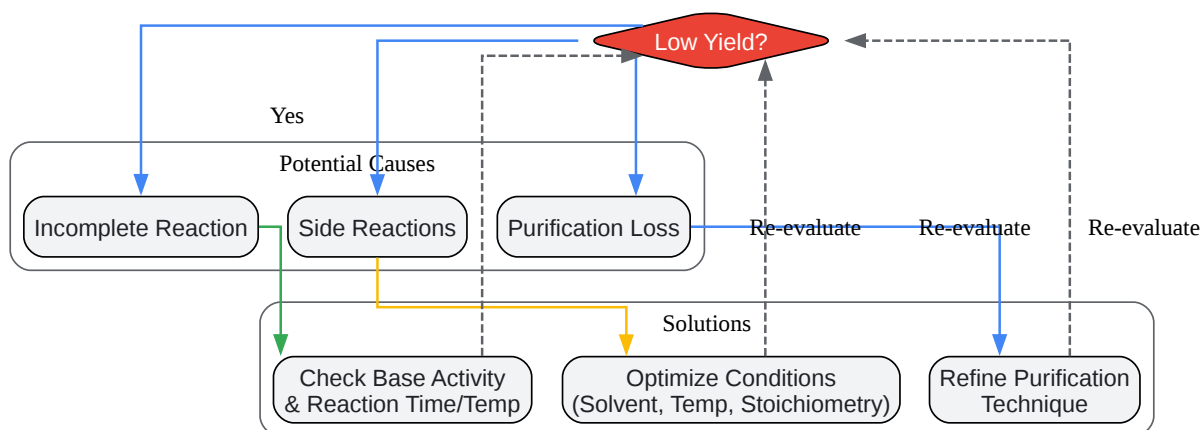 Low Yield?
Yes
Potential Causes
Incomplete Reaction
Side Reactions
Purification Loss
Re-evaluate
Re-evaluate
Re-evaluate
Solutions
Check Base Activity
& Reaction Time/Temp
Optimize Conditions
(Solvent, Temp, Stoichiometry)
Refine Purification
Technique